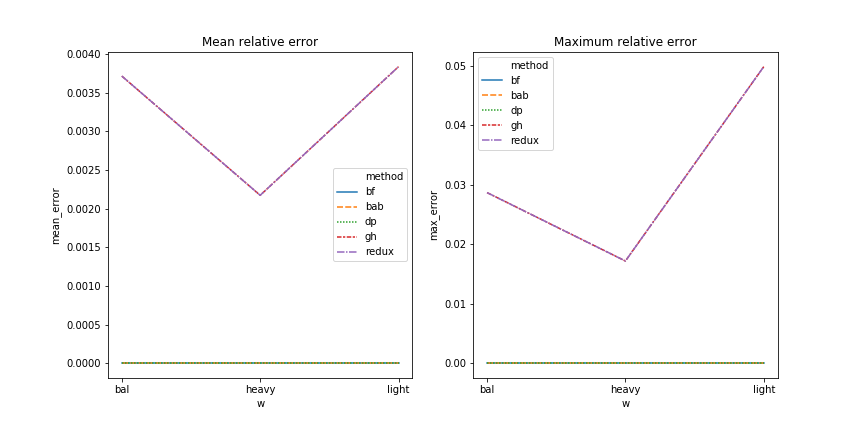 Mean relative error
0.0040
0.0035
0.0030
0.0025
0.0020
0.0015
0.0010
0.0005
0.0000
mean_error
bal
heavy
light
w
method
bf
bab
dp
gh
redux
Maximum relative error
0.05
0.04
0.03
0.02
0.01
0.00
max_error
bal
heavy
light
w
method
bf
bab
dp
gh
redux